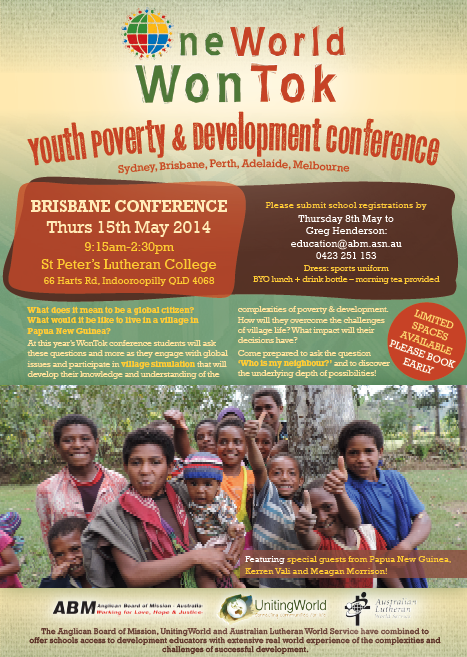 OneWorld
WonTok
Youth Poverty & Development Conference
Sydney, Brisbane, Perth, Adelaide, Melbourne
BRISBANE CONFERENCE
Thurs 15th May 2014
9:15am-2:30pm
St Peter's Lutheran College
66 Harts Rd, Indooroopilly QLD 4068
Please submit school registrations by
Thursday 8th May to
Greg Henderson:
education@abm.asn.au
0423 251 153
Dress: sports uniform
BYO lunch + drink bottle – morning tea provided
What does it mean to be a global citizen?
What would it be like to live in a village in
Papua New Guinea?
At this year's WonTok conference students will ask
these questions and more as they engage with global
issues and participate in village simulation that will
develop their knowledge and understanding of the
complexities of poverty & development.
How will they overcome the challenges
of village life? What impact will their
decisions have?
Come prepared to ask the question
'Who is my neighbour?' and to discover
the underlying depth of possibilities!
LIMITED
SPACES
AVAILABLE
PLEASE BOOK
EARLY
Featuring special guests from Papua New Guinea,
Kerren Vali and Meagan Morrison!
ABM Anglican Board of Mission - Australia
Working for Love, Hope & Justice
UnitingWorld
Australian
Lutheran
World Service
The Anglican Board of Mission, UnitingWorld and Australian Lutheran World Service have combined to
offer schools access to development educators with extensive real world experience of the complexities and
challenges of successful development.